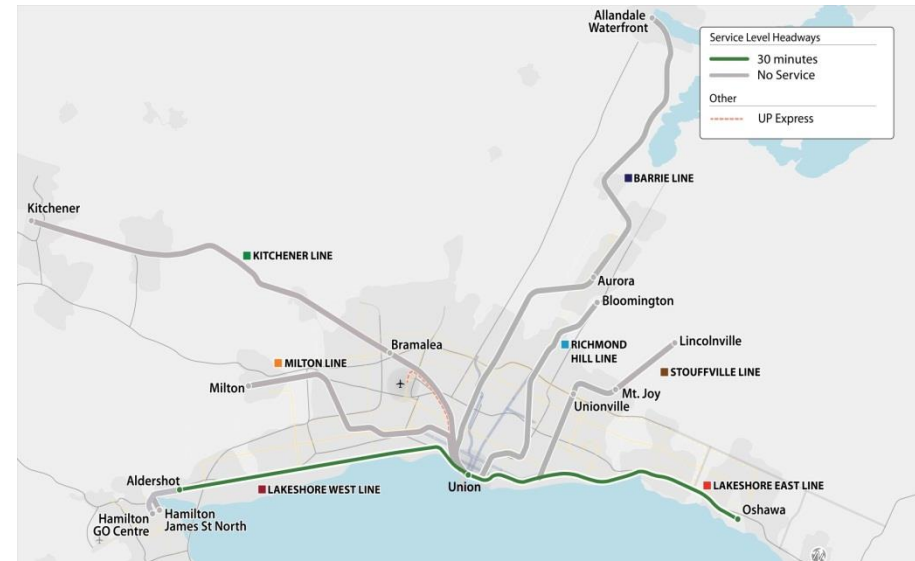 Allandale
Waterfront
Service Level Headways
30 minutes
No Service
Other
UP Express
BARRIE LINE
Kitchener
KITCHENER LINE
Aurora
Bloomington
Bramalea
RICHMOND
HILL LINE
Lincolnville
MILTON LINE
STOUFFVILLE LINE
Milton
Mt. Joy
Unionville
Aldershot
LAKESHORE WEST LINE
Union
LAKESHORE EAST LINE
Oshawa
Hamilton
GO Centre
Hamilton
James St North